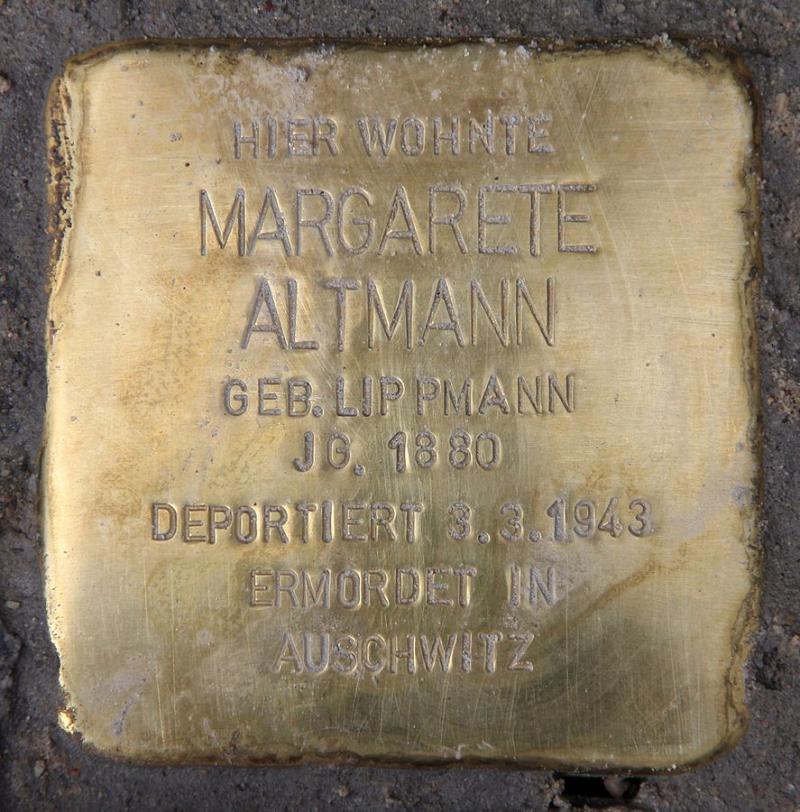 HIER WOHNTE
MARGARETE
ALTMANN
GEB. LIPPMANN
JG. 1880
DEPORTIERT 3.3.1943
ERMORDET IN
AUSCHWITZ